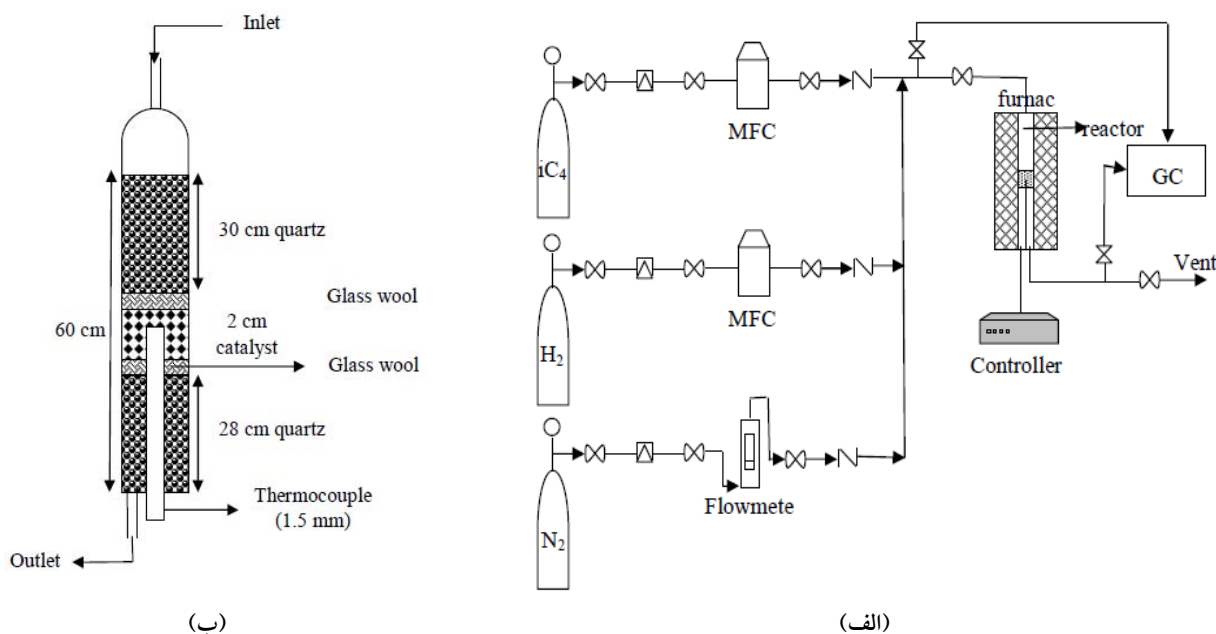 Inlet
30 cm quartz
Glass wool
60 cm
2 cm
catalyst
Glass wool
28 cm quartz
Thermocouple
(1.5 mm)
Outlet
(ب)
iC₄
MFC
furnac
reactor
GC
H₂
MFC
Vent
Controller
N₂
Flowmete
(الف)